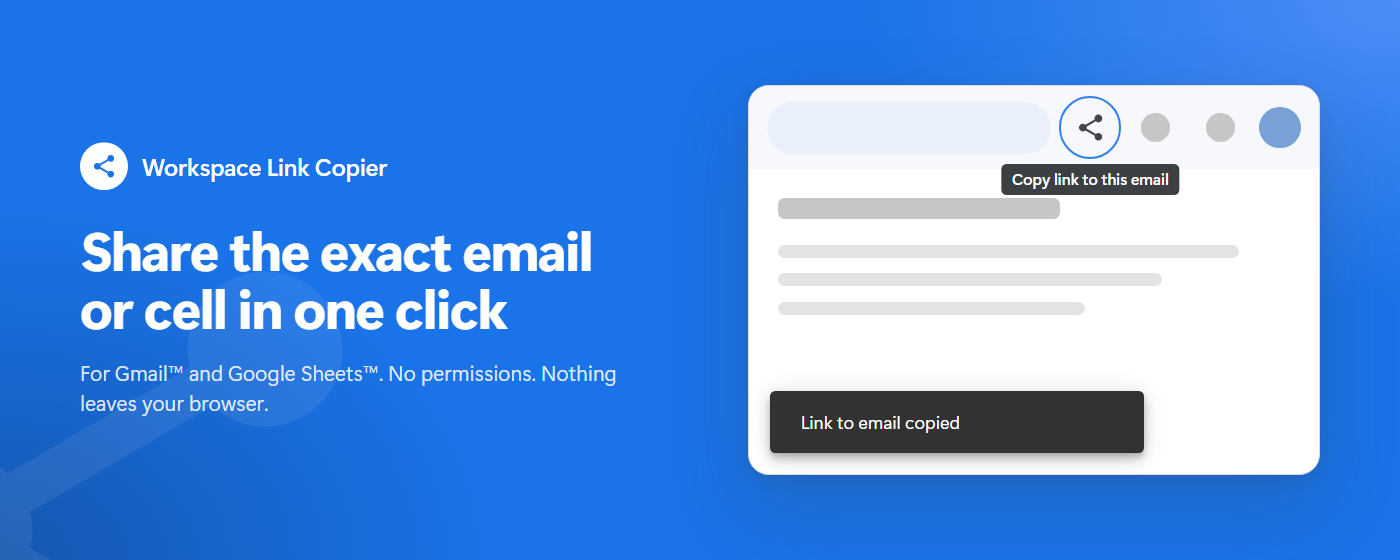 Workspace Link Copier
Share the exact email
or cell in one click
For Gmail™ and Google Sheets™. No permissions. Nothing
leaves your browser.
Copy link to this email
Link to email copied